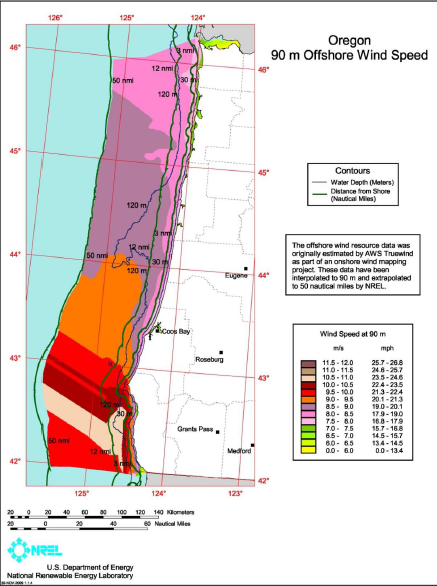 126°
125°
124°
Oregon
90 m Offshore Wind Speed
46°
3 nmi
46°
12 nmi
50 nmi
30 m
120 m
45°
45°
Contours
Water Depth (Meters)
Distance from Shore
(Nautical Miles)
120 m
3 nmi
12 nmi
30 m
50 nmi
120 m
44°
44°
The offshore wind resource data was
originally estimated by AWS Truewind
as part of an onshore wind mapping
project. These data have been
interpolated to 90 m and extrapolated
to 50 nautical miles by NREL.
Eugene
Coos Bay
43°
43°
Roseburg
Wind Speed at 90 m
m/s mph
11.5 - 12.0 25.7 - 26.8
11.0 - 11.5 24.6 - 25.7
10.5 - 11.0 23.5 - 24.6
10.0 - 10.5 22.4 - 23.5
9.5 - 10.0 21.3 - 22.4
9.0 - 9.5 20.1 - 21.3
8.5 - 9.0 19.0 - 20.1
8.0 - 8.5 17.9 - 19.0
7.5 - 8.0 16.8 - 17.9
7.0 - 7.5 15.7 - 16.8
6.5 - 7.0 14.5 - 15.7
6.0 - 6.5 13.4 - 14.5
0.0 - 6.0 0.0 - 13.4
120 m
30 m
50 nmi
12 nmi
3 nmi
Grants Pass
Medford
42°
42°
125°
124°
123°
20 0 20 40 60 80 100 120 140 Kilometers
20 0 20 40 60 Nautical Miles
NREL
U.S. Department of Energy
National Renewable Energy Laboratory